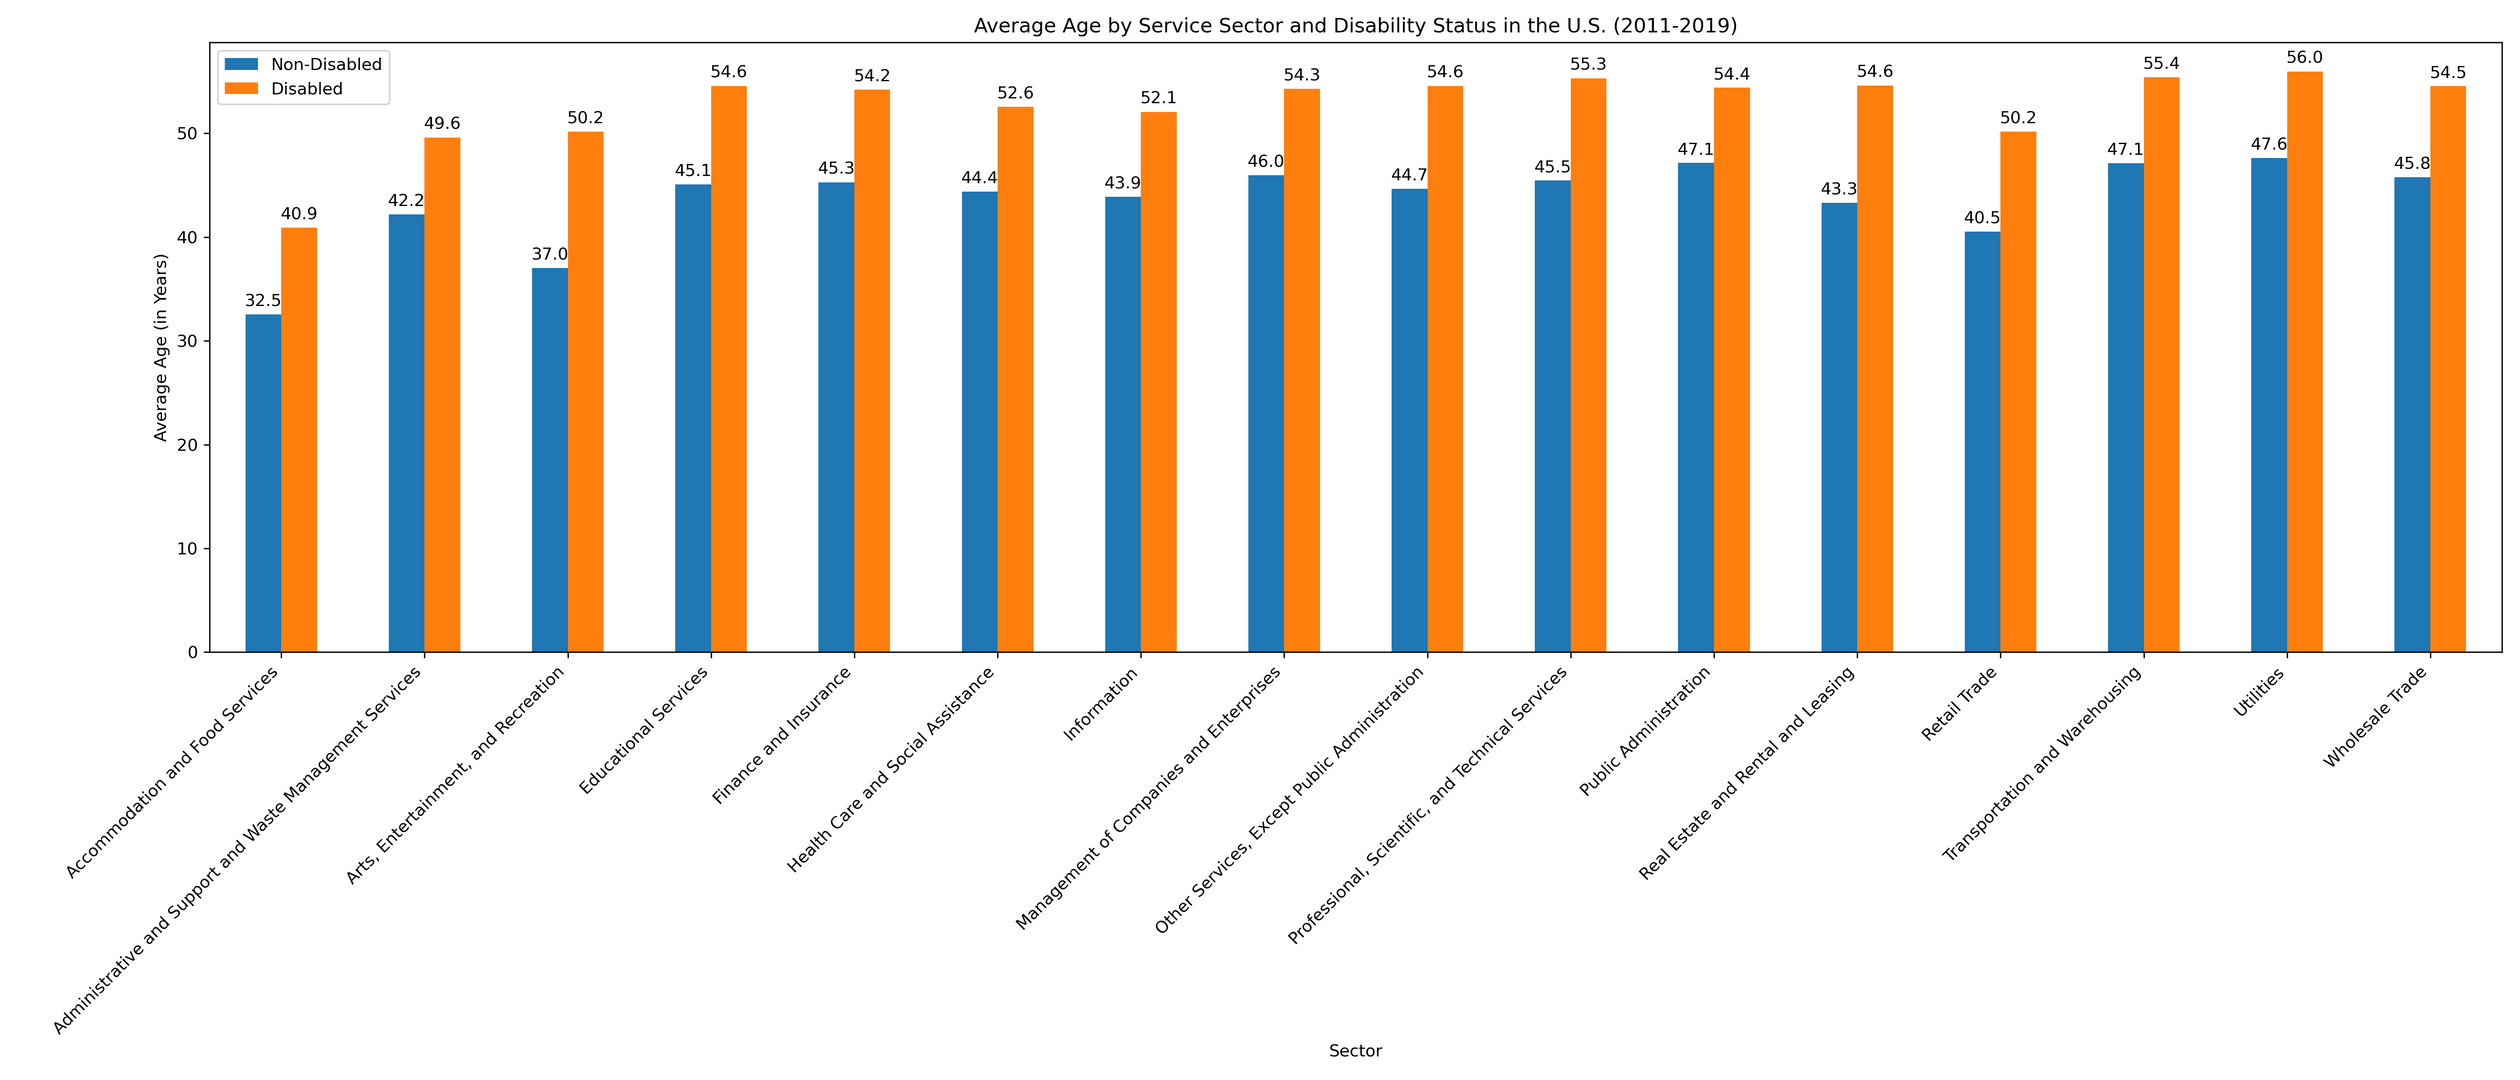 Average Age by Service Sector and Disability Status in the U.S. (2011-2019)
Non-Disabled
Disabled
Average Age (in Years)
50
40
30
20
10
0
32.5
40.9
42.2
49.6
37.0
50.2
45.1
54.6
45.3
54.2
44.4
52.6
43.9
52.1
46.0
54.3
44.7
54.6
45.5
55.3
47.1
54.4
43.3
54.6
40.5
50.2
47.1
55.4
47.6
56.0
45.8
54.5
Accommodation and Food Services
Administrative and Support and Waste Management Services
Arts, Entertainment, and Recreation
Educational Services
Finance and Insurance
Health Care and Social Assistance
Information
Management of Companies and Enterprises
Other Services, Except Public Administration
Professional, Scientific, and Technical Services
Public Administration
Real Estate and Rental and Leasing
Retail Trade
Transportation and Warehousing
Utilities
Wholesale Trade
Sector